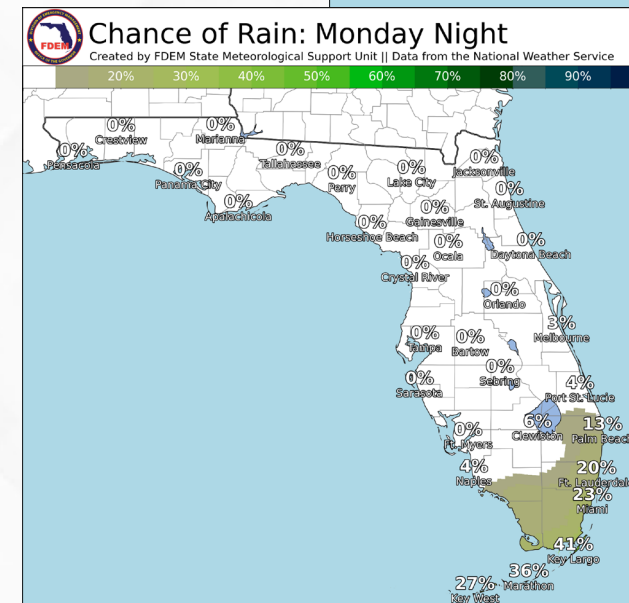 Chance of Rain: Monday Night
Created by FDEM State Meteorological Support Unit || Data from the National Weather Service
FDEM
20% 30% 40% 50% 60% 70% 80% 90%
0%
Crestview
0%
Marianna
0%
Pensacola
0%
Tallahassee
0%
Panama City
0%
Perry
0%
Lake City
0%
Jacksonville
0%
Apalachicola
0%
St. Augustine
0%
Gainesville
0%
Horseshoe Beach
0%
Ocala
0%
Daytona Beach
0%
Crystal River
0%
Orlando
3%
Melbourne
0%
Tampa
0%
Bartow
0%
Sebring
0%
Sarasota
4%
Port St. Lucie
6%
Clewiston
13%
Palm Beach
0%
Ft. Myers
4%
Naples
20%
Ft. Lauderdale
23%
Miami
41%
Key Largo
36%
Marathon
27%
Key West